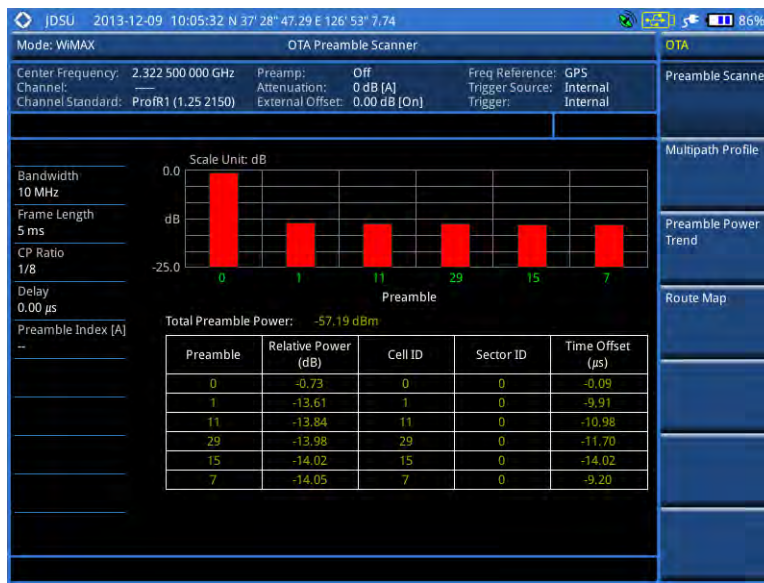 JDSU 2013-12-09 10:05:32 N 37' 28" 47.29 E 126' 53" 7.74 86%
Mode: WiMAX OTA Preamble Scanner OTA
Center Frequency: 2.322 500 000 GHz Preamp: Off Freq Reference: GPS
Channel: ---- Attenuation: 0 dB [A] Trigger Source: Internal
Channel Standard: ProfR1 (1.25 2150) External Offset: 0.00 dB [On] Trigger: Internal
Preamble Scanne
Multipath Profile
Preamble Power
Trend
Route Map
Bandwidth
10 MHz
Frame Length
5 ms
CP Ratio
1/8
Delay
0.00 µs
Preamble Index [A]
--
Scale Unit: dB
0.0
dB
-25.0
0 1 11 29 15 7
Preamble
Total Preamble Power: -57.19 dBm
Preamble Relative Power (dB) Cell ID Sector ID Time Offset (µs)
0 -0.73 0 0 -0.09
1 -13.61 1 0 -9.91
11 -13.84 11 0 -10.98
29 -13.98 29 0 -11.70
15 -14.02 15 0 -14.02
7 -14.05 7 0 -9.20